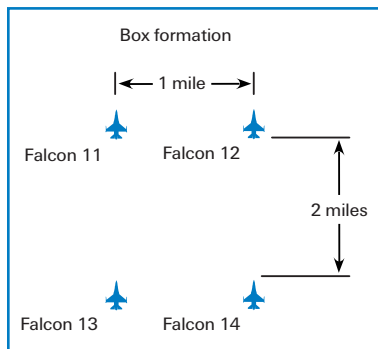 Box formation
1 mile
Falcon 11
Falcon 12
2 miles
Falcon 13
Falcon 14